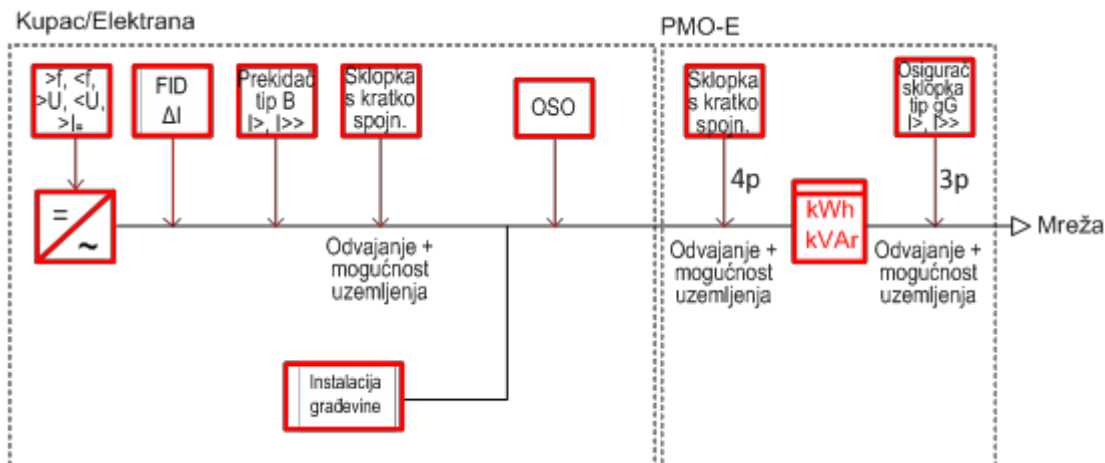 Kupac/Elektrana
PMO-E
>f, <f,
>U, <U,
>I=
FID
ΔI
Prekidač
tip B
I>, I>>
Sklopka
s kratko
spojn.
OSO
Sklopka
s kratko
spojn.
Osigurač
sklopka
tip gG
I>, I>>
4p
3p
=
~
kWh
kVAr
Mreža
Odvajanje +
mogućnost
uzemljenja
Odvajanje +
mogućnost
uzemljenja
Odvajanje +
mogućnost
uzemljenja
Instalacija
građevine